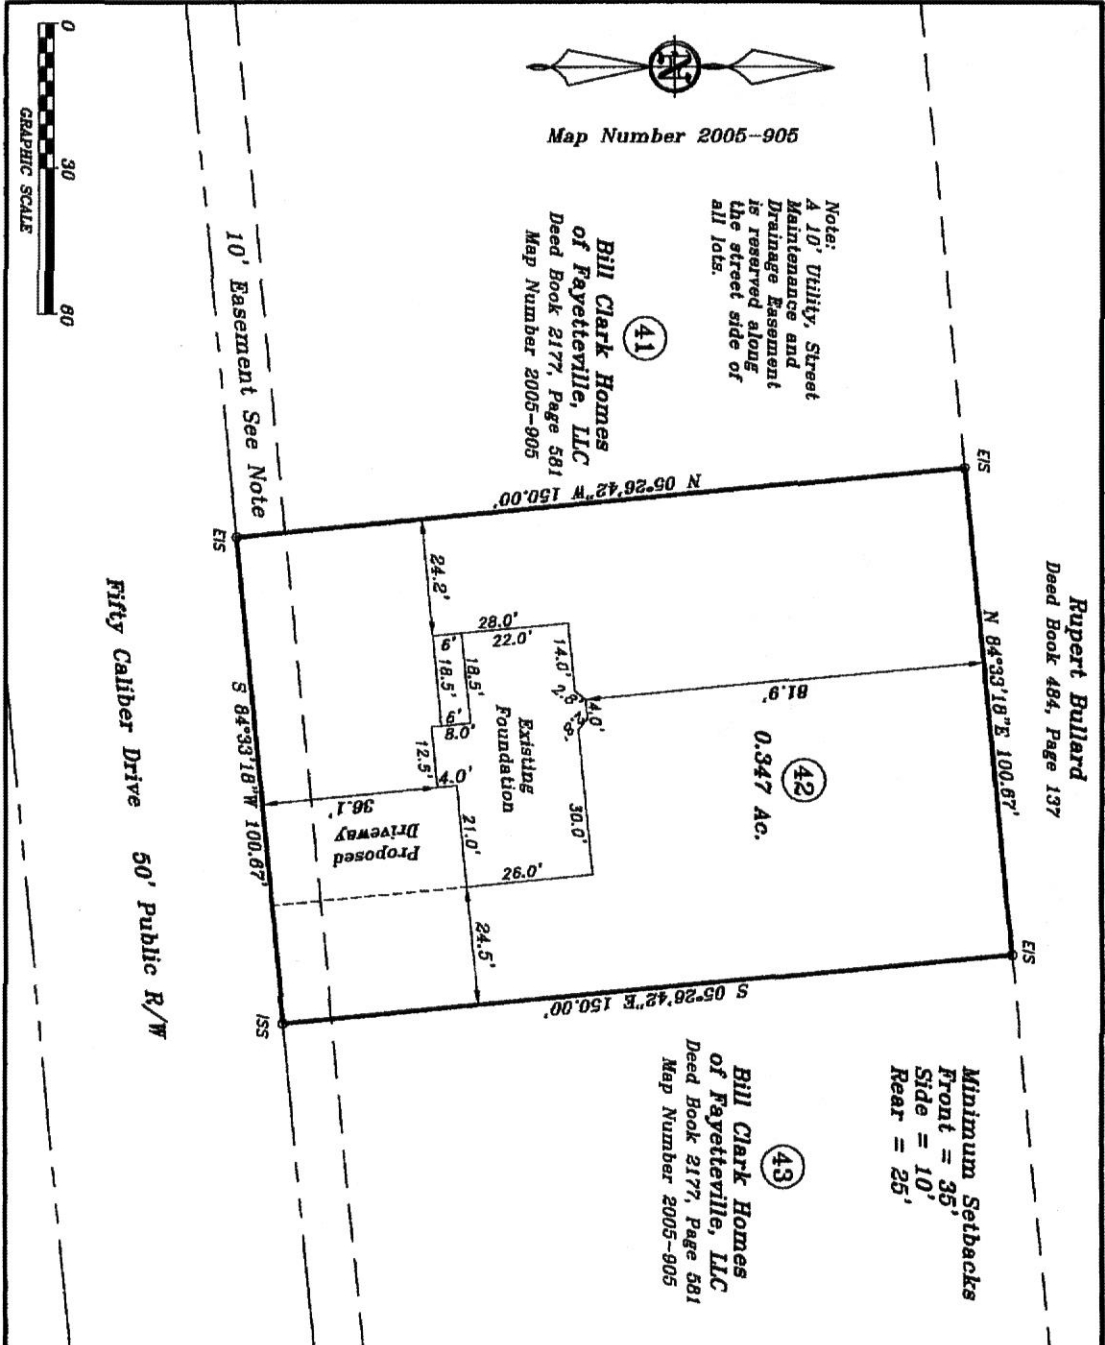 N
Map Number 2005-905
Note:
A 10' Utility, Street
Maintenance and
Drainage Easement
is reserved along
the street side of
all lots.
41
Bill Clark Homes
of Fayetteville, LLC
Deed Book 2177, Page 581
Map Number 2005-905
0 30 60
GRAPHIC SCALE
10' Easement See Note
Rupert Bullard
Deed Book 484, Page 137
EIS
N 84°33'18"E 100.67'
EIS
N 05°26'42"W 150.00'
81.9'
42
0.347 Ac.
24.2'
28.0'
22.0'
14.0'
2.8'
4.0'
2.8'
30.0'
6'
18.5'
18.5'
6'
8.0'
12.5'
4.0'
21.0'
26.0'
24.5'
Existing
Foundation
36.1'
Proposed
Driveway
S 05°26'42"E 150.00'
EIS
S 84°33'18"W 100.67'
ISS
Fifty Caliber Drive 50' Public R/W
Minimum Setbacks
Front = 35'
Side = 10'
Rear = 25'
43
Bill Clark Homes
of Fayetteville, LLC
Deed Book 2177, Page 581
Map Number 2005-905